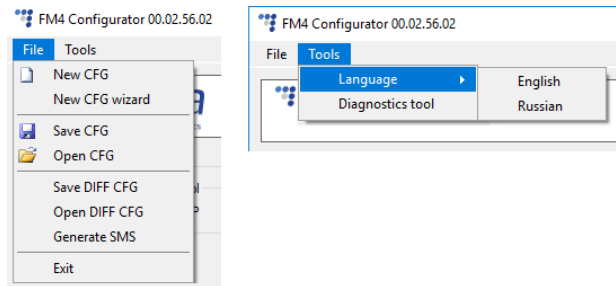 FM4 Configurator 00.02.56.02
File Tools
New CFG
New CFG wizard
Save CFG
Open CFG
Save DIFF CFG
Open DIFF CFG
Generate SMS
Exit
FM4 Configurator 00.02.56.02
File Tools
Language
Diagnostics tool
English
Russian